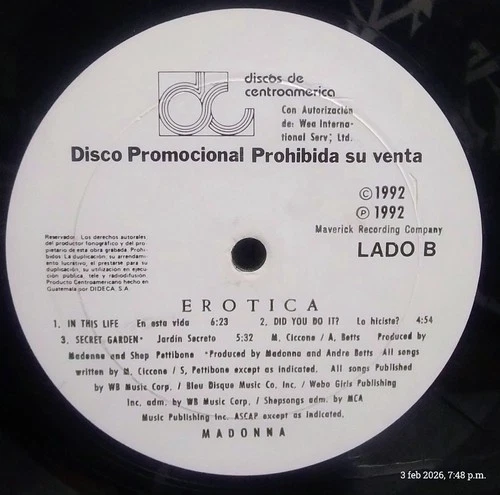 dc
discos de
centroamerica
Con Autorización
de: Wea Interna-
tional Serv; Ltd.
Disco Promocional Prohibida su venta
© 1992
℗ 1992
Maverick Recording Company
LADO B
Reservados. Los derechos autorales
del productor fonográfico y del pro-
pietario de esta obra grabada. Prohi-
bidos: La duplicación, su arrendam-
iento lucrativo, el prestarse para su
duplicación, su utilización en ejecu-
ción pública, tele y radiodifusión.
Producto Centroamericano hecho en
Guatemala por DIDECA, S.A.
EROTICA
1. IN THIS LIFE En esta vida 6:23 2. DID YOU DO IT? Lo hiciste? 4:54
3. SECRET GARDEN* Jardín Secreto 5:32 M. Ciccone / A. Betts Produced by
Madonna and Shep Pattibone *Produced by Madonna and Andre Betts All songs
written by M. Ciccone / S, Pettibone except as indicated. All songs Published
by WB Music Corp. / Bleu Disque Music Co. Inc. / Webo Girls Publishing
Inc. adm. by WB Music Corp. / Shepsongs adm. by MCA
Music Publishing Inc. ASCAP except as indicated.
MADONNA
3 feb 2026, 7:48 p.m.